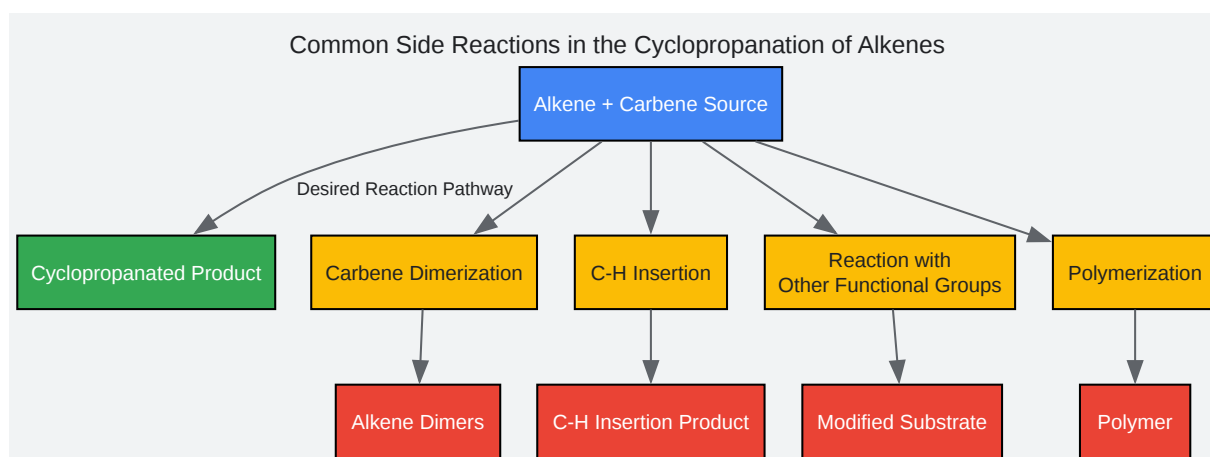 Common Side Reactions in the Cyclopropanation of Alkenes
Alkene + Carbene Source
Desired Reaction Pathway
Cyclopropanated Product
Carbene Dimerization
C-H Insertion
Reaction with
Other Functional Groups
Polymerization
Alkene Dimers
C-H Insertion Product
Modified Substrate
Polymer